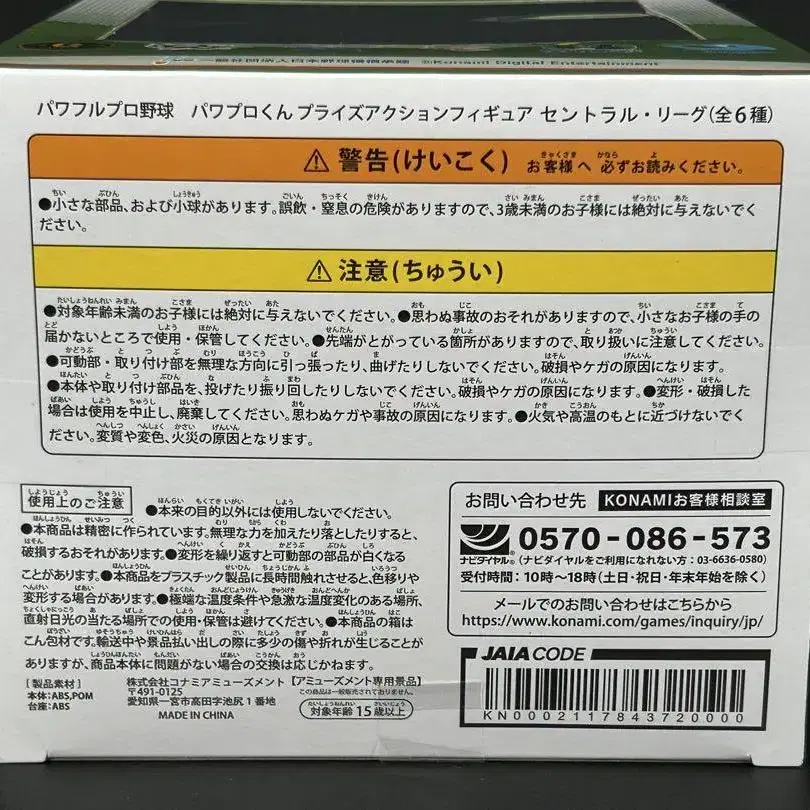 一般社団法人日本野球機構承認 ©Konami Digital Entertainment
パワフルプロ野球 パワプロくん プライズアクションフィギュア セントラル・リーグ(全6種)
⚠ 警告(けいこく) お客様へ 必ずお読みください。
●小さな部品、および小球があります。誤飲・窒息の危険がありますので、3歳未満のお子様には絶対に与えないでく
ださい。
⚠ 注意(ちゅうい)
●対象年齢未満のお子様には絶対に与えないでください。●思わぬ事故のおそれがありますので、小さなお子様の手の
届かないところで使用・保管してください。●先端がとがっている箇所がありますので、取り扱いに注意してください。
●可動部・取り付け部を無理な方向に引っ張ったり、曲げたりしないでください。破損やケガの原因になります。
●本体や取り付け部品を、投げたり振り回したりしないでください。破損やケガの原因になります。●変形・破損した
場合は使用を中止し、廃棄してください。思わぬケガや事故の原因になります。●火気や高温のもとに近づけないでく
ださい。変質や変色、火災の原因となります。
使用上のご注意 ●本来の目的以外には使用しないでください。
●本商品は精密に作られています。無理な力を加えたり落としたりすると、
破損するおそれがあります。●変形を繰り返すと可動部の部品が白くなる
ことがあります。●本商品をプラスチック製品に長時間触れさせると、色移りや
変形する場合があります。●極端な温度条件や急激な温度変化のある場所、
直射日光の当たる場所での使用・保管は避けてください。●本商品の箱は
こん包材です。輸送中や景品払い出しの際に多少の傷や折れが生じることが
ありますが、商品本体に問題がない場合の交換は応じかねます。
[製品素材]
本体:ABS,POM
台座:ABS
株式会社コナミアミューズメント
〒491-0125
愛知県一宮市高田字池尻1番地
MADE IN CHINA
[アミューズメント専用景品]
この商品は一般販売されておりません。
対象年齢15歳以上
お問い合わせ先 KONAMIお客様相談室
ナビダイヤル® 0570-086-573
(ナビダイヤルをご利用になれない方:03-6636-0580)
受付時間:10時~18時(土日・祝日・年末年始を除く)
メールでのお問い合わせはこちらから
https://www.konami.com/games/inquiry/jp/
JAIA CODE
KN00021178437200​00